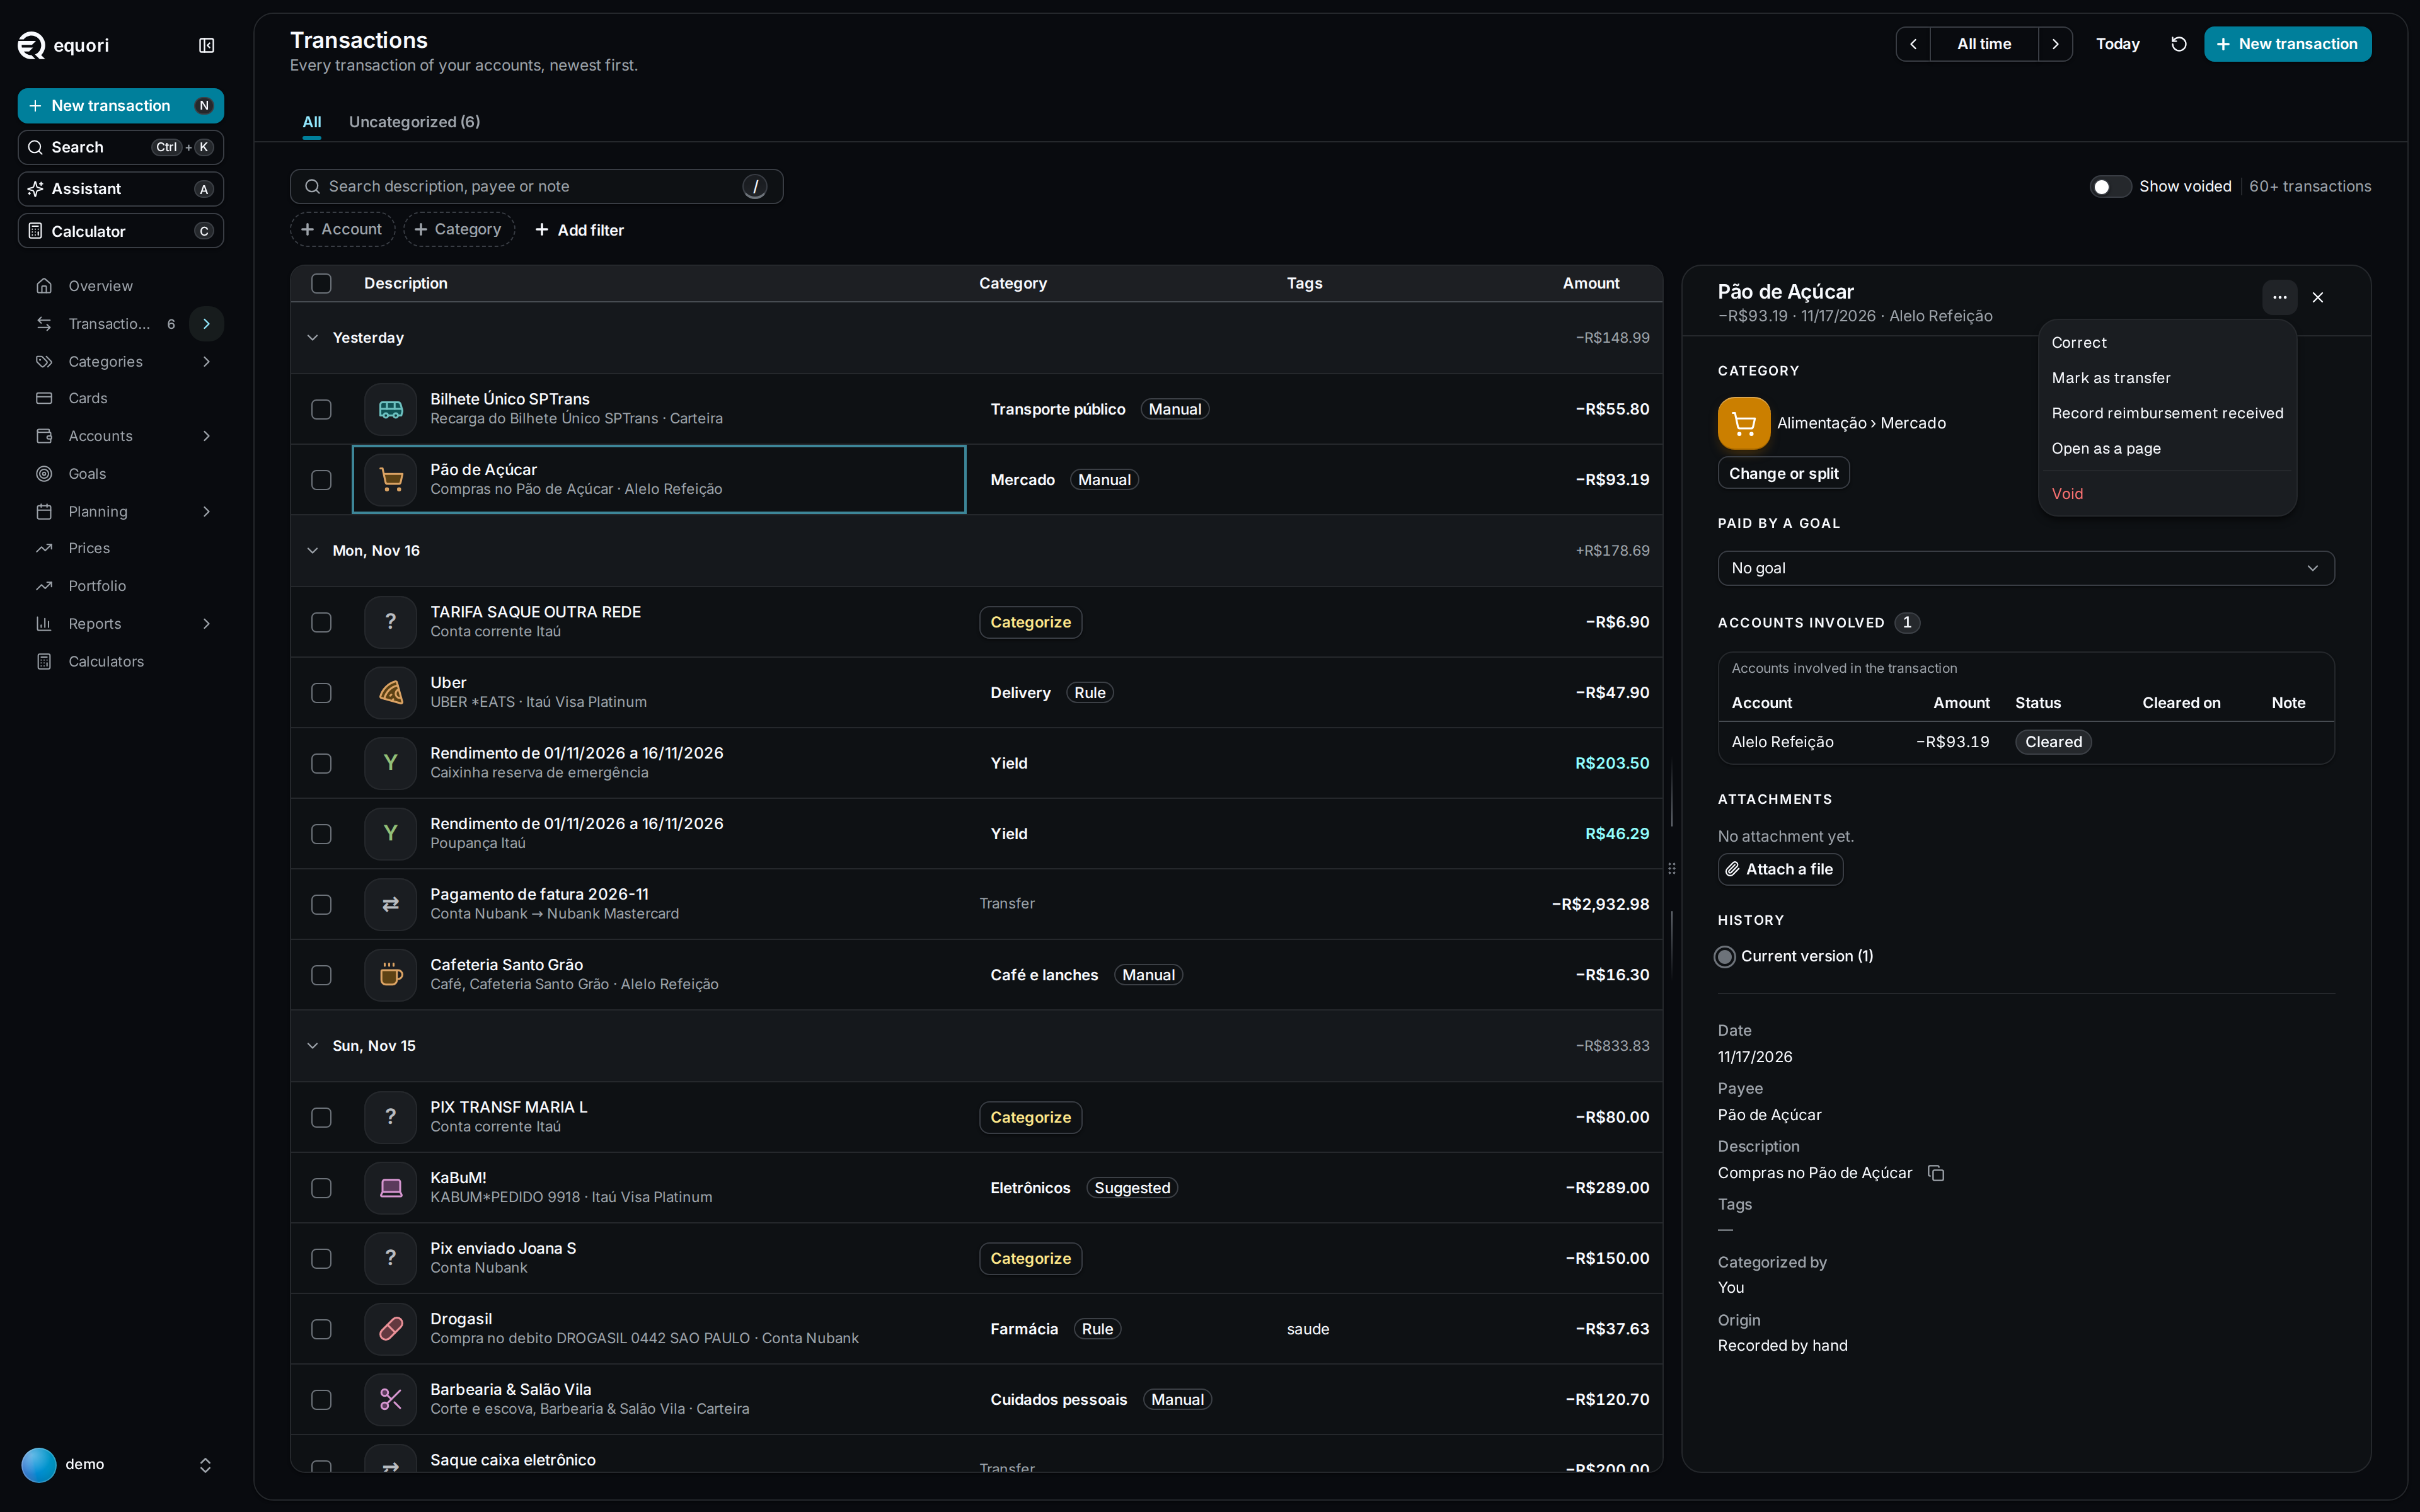 equori
New transaction N
Search Ctrl + K
Assistant A
Calculator C
Overview
Transactio... 6
Categories
Cards
Accounts
Goals
Planning
Prices
Portfolio
Reports
Calculators
demo
Transactions
Every transaction of your accounts, newest first.
All time
Today
New transaction
All
Uncategorized (6)
Search description, payee or note /
Show voided
60+ transactions
Account
Category
Add filter
Description Category Tags Amount
Yesterday −R$148.99
Bilhete Único SPTrans
Recarga do Bilhete Único SPTrans · Carteira
Transporte público Manual −R$55.80
Pão de Açúcar
Compras no Pão de Açúcar · Alelo Refeição
Mercado Manual −R$93.19
Mon, Nov 16 +R$178.69
TARIFA SAQUE OUTRA REDE
Conta corrente Itaú
? Categorize −R$6.90
Uber
UBER *EATS · Itaú Visa Platinum
Delivery Rule −R$47.90
Rendimento de 01/11/2026 a 16/11/2026
Caixinha reserva de emergência
Y Yield R$203.50
Rendimento de 01/11/2026 a 16/11/2026
Poupança Itaú
Y Yield R$46.29
Pagamento de fatura 2026-11
Conta Nubank → Nubank Mastercard
Transfer −R$2,932.98
Cafeteria Santo Grão
Café, Cafeteria Santo Grão · Alelo Refeição
Café e lanches Manual −R$16.30
Sun, Nov 15 −R$833.83
PIX TRANSF MARIA L
Conta corrente Itaú
? Categorize −R$80.00
KaBuM!
KABUM*PEDIDO 9918 · Itaú Visa Platinum
Eletrônicos Suggested −R$289.00
Pix enviado Joana S
Conta Nubank
? Categorize −R$150.00
Drogasil
Compra no debito DROGASIL 0442 SAO PAULO · Conta Nubank
Farmácia Rule saude −R$37.63
Barbearia & Salão Vila
Corte e escova, Barbearia & Salão Vila · Carteira
Cuidados pessoais Manual −R$120.70
Saque caixa eletrônico
Transfer −R$200.00
Pão de Açúcar
−R$93.19 · 11/17/2026 · Alelo Refeição
Correct
Mark as transfer
Record reimbursement received
Open as a page
Void
CATEGORY
Alimentação › Mercado
Change or split
PAID BY A GOAL
No goal
ACCOUNTS INVOLVED 1
Accounts involved in the transaction
Account Amount Status Cleared on Note
Alelo Refeição −R$93.19 Cleared
ATTACHMENTS
No attachment yet.
Attach a file
HISTORY
Current version (1)
Date
11/17/2026
Payee
Pão de Açúcar
Description
Compras no Pão de Açúcar
Tags
—
Categorized by
You
Origin
Recorded by hand